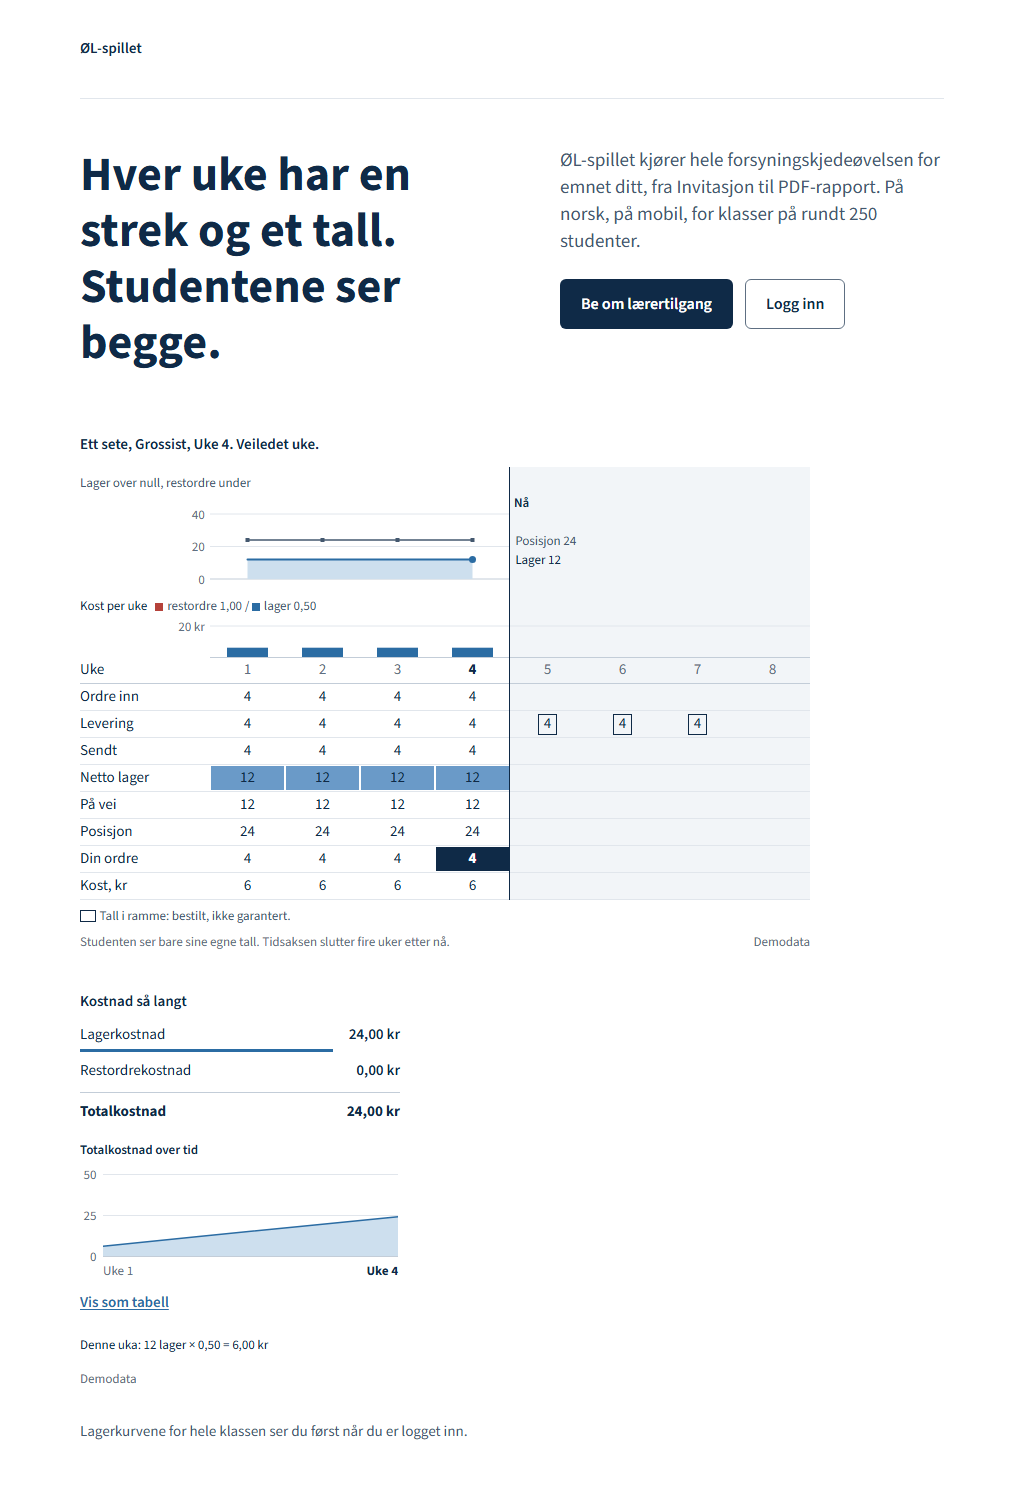 ØL-spillet
Hver uke har en
strek og et tall.
Studentene ser
begge.
ØL-spillet kjører hele forsyningskjedeøvelsen for
emnet ditt, fra Invitasjon til PDF-rapport. På
norsk, på mobil, for klasser på rundt 250
studenter.
Be om lærertilgang Logg inn
Ett sete, Grossist, Uke 4. Veiledet uke.
Lager over null, restordre under
Nå
40
20
0
Posisjon 24
Lager 12
Kost per uke restordre 1,00 / lager 0,50
20 kr
Uke 1 2 3 4 5 6 7 8
Ordre inn 4 4 4 4
Levering 4 4 4 4 4 4 4
Sendt 4 4 4 4
Netto lager 12 12 12 12
På vei 12 12 12 12
Posisjon 24 24 24 24
Din ordre 4 4 4 4
Kost, kr 6 6 6 6
Tall i ramme: bestilt, ikke garantert.
Studenten ser bare sine egne tall. Tidsaksen slutter fire uker etter nå. Demodata
Kostnad så langt
Lagerkostnad 24,00 kr
Restordrekostnad 0,00 kr
Totalkostnad 24,00 kr
Totalkostnad over tid
50
25
0
Uke 1 Uke 4
Vis som tabell
Denne uka: 12 lager × 0,50 = 6,00 kr
Demodata
Lagerkurvene for hele klassen ser du først når du er logget inn.